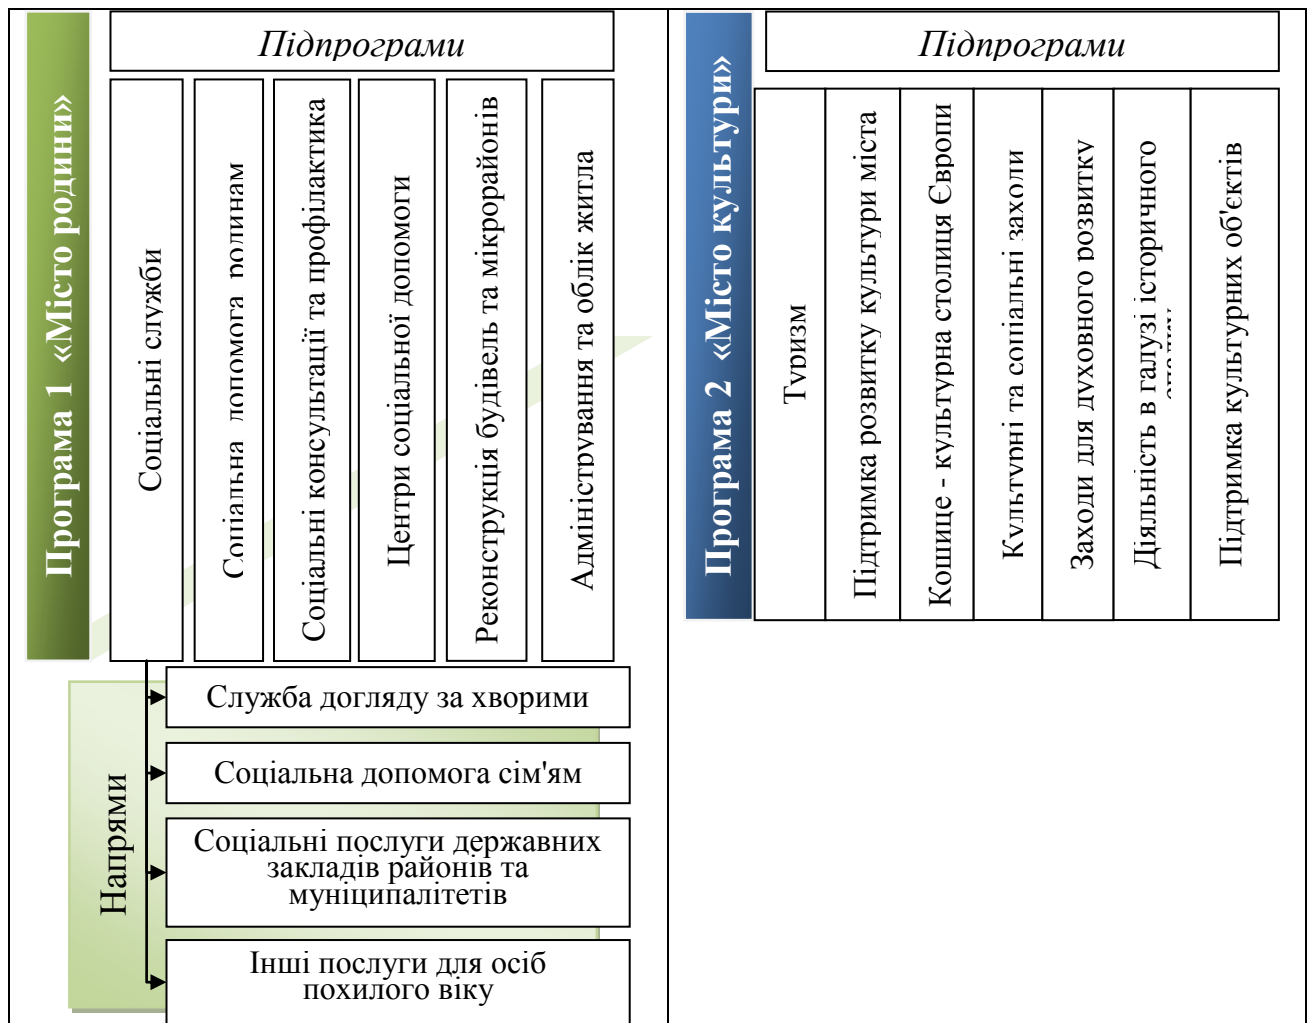 Програма 1 «Місто родини»
Підпрограми
Соціальні служби
Соціальна допомога родинам
Соціальні консультації та профілактика
Центри соціальної допомоги
Реконструкція будівель та мікрорайонів
Адміністрування та облік житла
Напрями
Служба догляду за хворими
Соціальна допомога сім'ям
Соціальні послуги державних
закладів районів та
муніципалітетів
Інші послуги для осіб
похилого віку
Програма 2 «Місто культури»
Підпрограми
Туризм
Підтримка розвитку культури міста
Кошице - культурна столиця Європи
Культурні та соціальні заходи
Заходи для духовного розвитку
Діяльність в галузі історичного
Підтримка культурних об'єктів